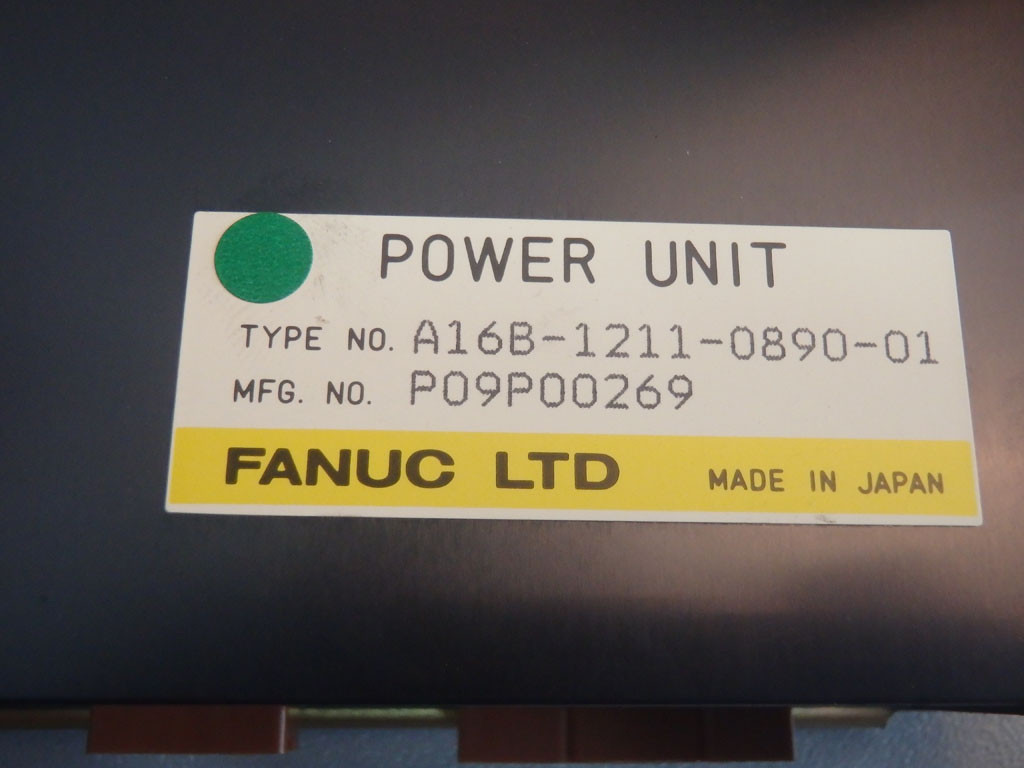 POWER UNIT
TYPE NO. A16B-1211-0890-01
MFG. NO. P09P00269
FANUC LTD MADE IN JAPAN